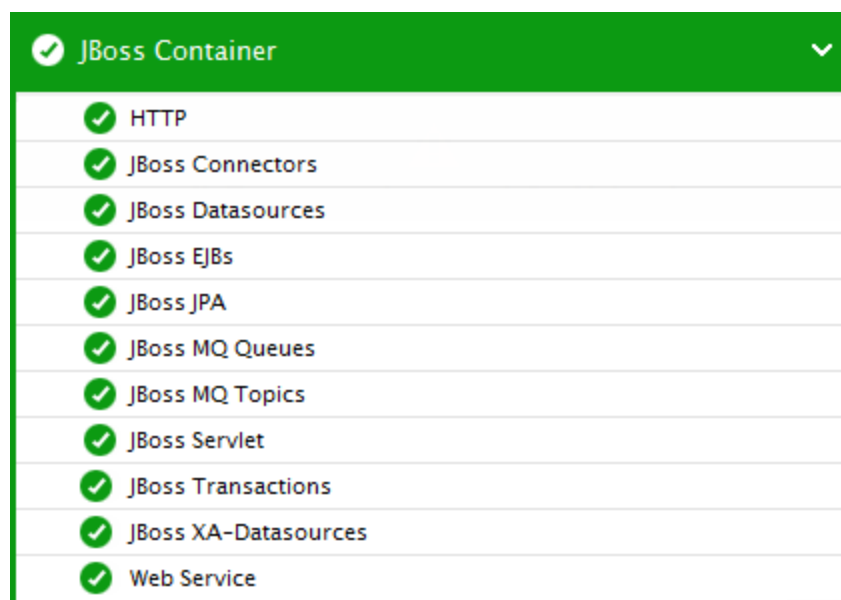 JBoss Container
HTTP
JBoss Connectors
JBoss Datasources
JBoss EJBs
JBoss JPA
JBoss MQ Queues
JBoss MQ Topics
JBoss Servlet
JBoss Transactions
JBoss XA-Datasources
Web Service